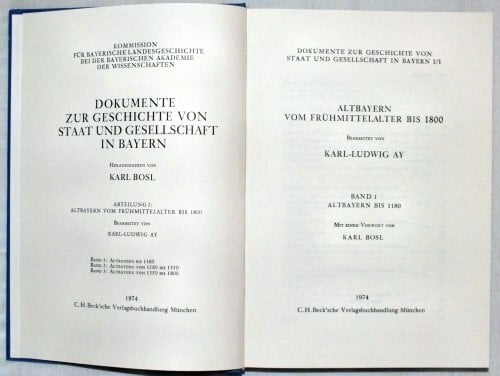 KOMMISSION
FÜR BAYERISCHE LANDESGESCHICHTE
BEI DER BAYERISCHEN AKADEMIE
DER WISSENSCHAFTEN
DOKUMENTE
ZUR GESCHICHTE VON
STAAT UND GESELLSCHAFT
IN BAYERN
HERAUSGEGEBEN VON
KARL BOSL
ABTEILUNG I:
ALTBAYERN VOM FRÜHMITTELALTER BIS 1800
BEARBEITET VON
KARL-LUDWIG AY
BAND 1: ALTBAYERN BIS 1180
BAND 2: ALTBAYERN VON 1180 BIS 1550
BAND 3: ALTBAYERN VON 1550 BIS 1800
1974
C. H. Beck'sche Verlagsbuchhandlung München
DOKUMENTE ZUR GESCHICHTE VON
STAAT UND GESELLSCHAFT IN BAYERN I/1
ALTBAYERN
VOM FRÜHMITTELALTER BIS 1800
BEARBEITET VON
KARL-LUDWIG AY
BAND 1
ALTBAYERN BIS 1180
MIT EINEM VORWORT VON
KARL BOSL
1974
C. H. Beck'sche Verlagsbuchhandlung München